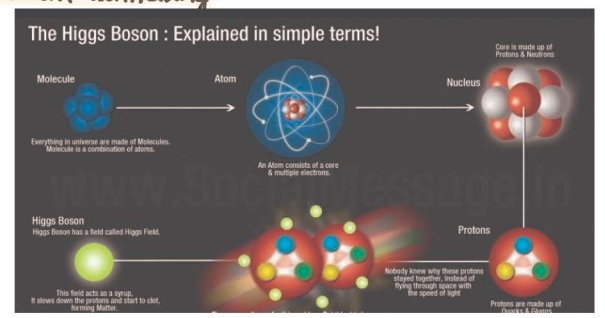 The Higgs Boson : Explained in simple terms!
Molecule
Everything in universe are made of Molecules.
Molecule is a combination of atoms.
Atom
An Atom consists of a core
& multiple electrons.
Core is made up of
Protons & Neutrons
Nucleus
Higgs Boson
Higgs Boson has a field called Higgs Field.
This field acts as a syrup.
It slows down the protons and start to clot,
forming Matter.
Nobody knew why these protons
stayed together, Instead of
flying through space with
the speed of light
Protons
Protons are made up of
Quarks & Gluons